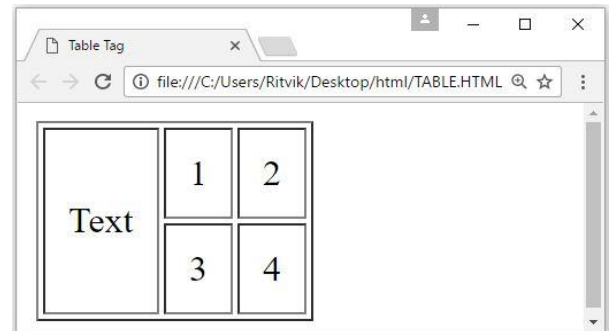 Table Tag
file:///C:/Users/Ritvik/Desktop/html/TABLE.HTML
Text 1 2
3 4